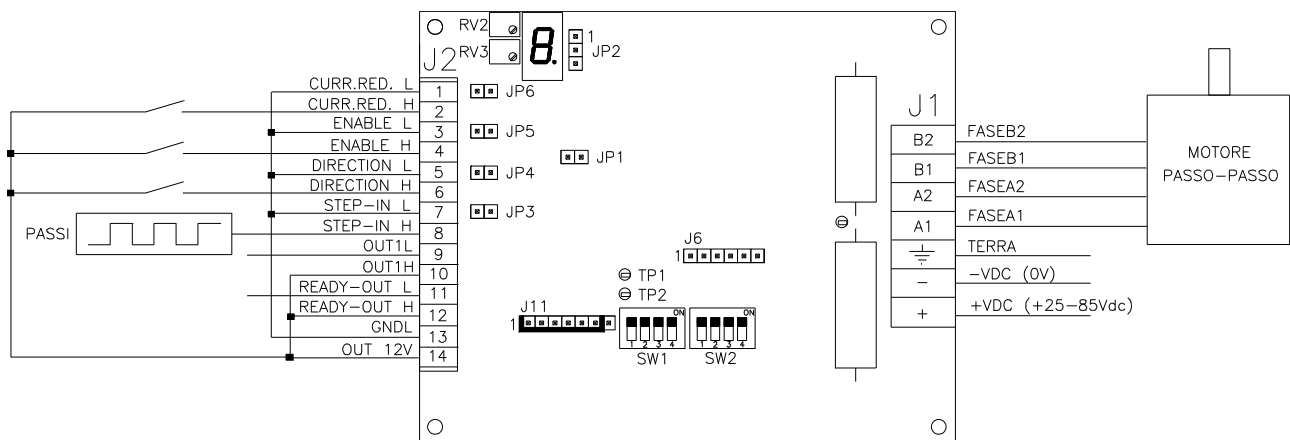 RV2
RV3
8.
1
JP2
J2
CURR.RED. L
1
JP6
CURR.RED. H
2
ENABLE L
3
JP5
ENABLE H
4
DIRECTION L
5
JP4
DIRECTION H
6
STEP-IN L
7
JP3
STEP-IN H
8
PASSI
OUT1L
9
OUT1H
10
READY-OUT L
11
READY-OUT H
12
GNDL
13
OUT 12V
14
JP1
J6
1
TP1
TP2
J11
1
ON
1 2 3 4
SW1
ON
1 2 3 4
SW2
J1
B2
FASEB2
B1
FASEB1
A2
FASEA2
A1
FASEA1
TERRA
-
-VDC (0V)
+
+VDC (+25-85Vdc)
MOTORE
PASSO-PASSO